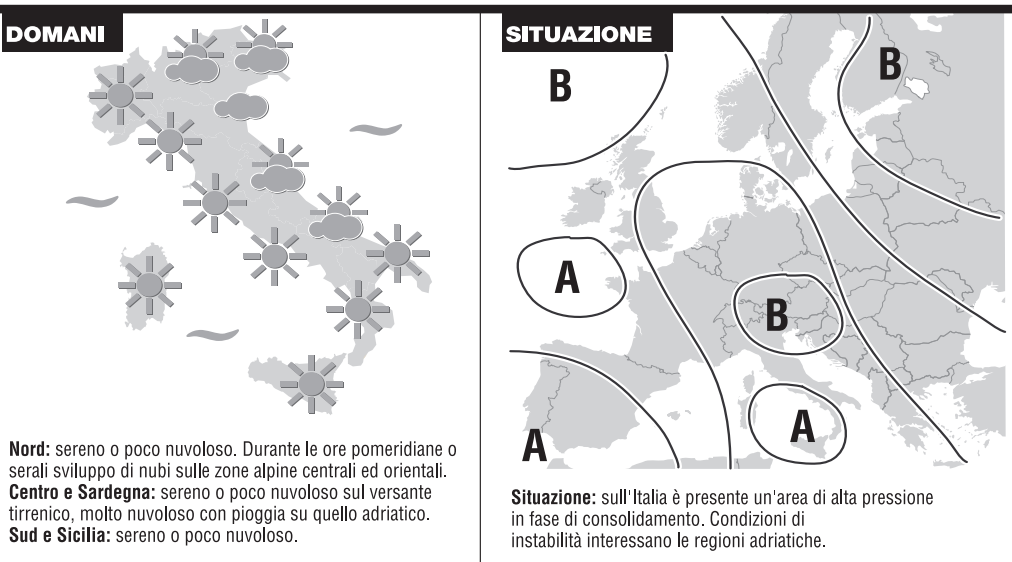 DOMANI
Nord: sereno o poco nuvoloso. Durante le ore pomeridiane o
serali sviluppo di nubi sulle zone alpine centrali ed orientali.
Centro e Sardegna: sereno o poco nuvoloso sul versante
tirrenico, molto nuvoloso con pioggia su quello adriatico.
Sud e Sicilia: sereno o poco nuvoloso.
SITUAZIONE
B
B
A
B
A
A
Situazione: sull'Italia è presente un'area di alta pressione
in fase di consolidamento. Condizioni di
instabilità interessano le regioni adriatiche.